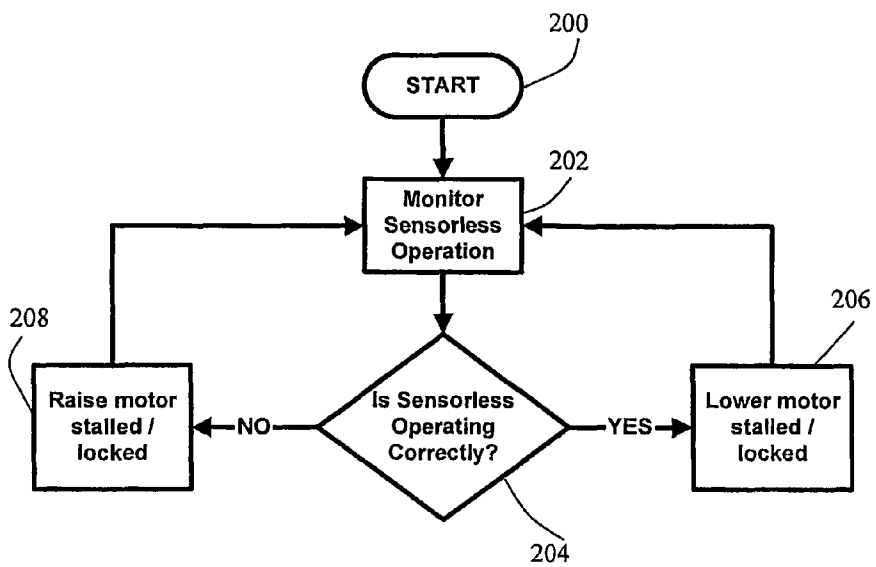 200
START
202
Monitor
Sensorless
Operation
208
206
Raise motor
stalled /
locked
NO
Is Sensorless
Operating
Correctly?
YES
Lower motor
stalled /
locked
204